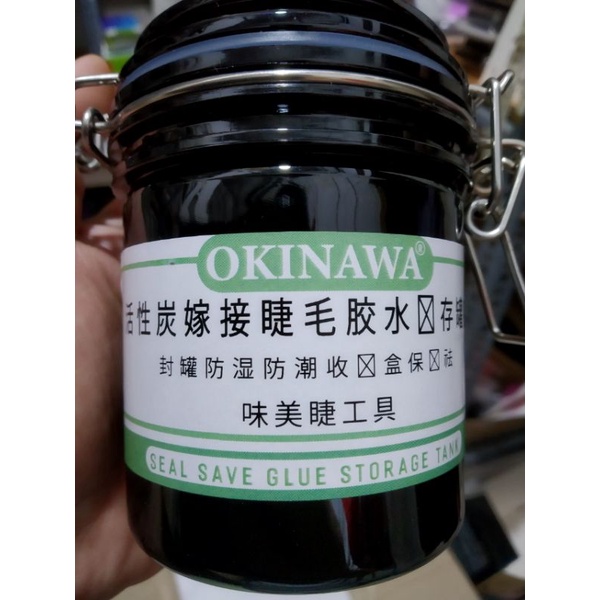 OKINAWA®
活性炭嫁接睫毛胶水☒存罐
封罐防湿防潮收☒盒保☒祛
味美睫工具
SEAL SAVE GLUE STORAGE TANK